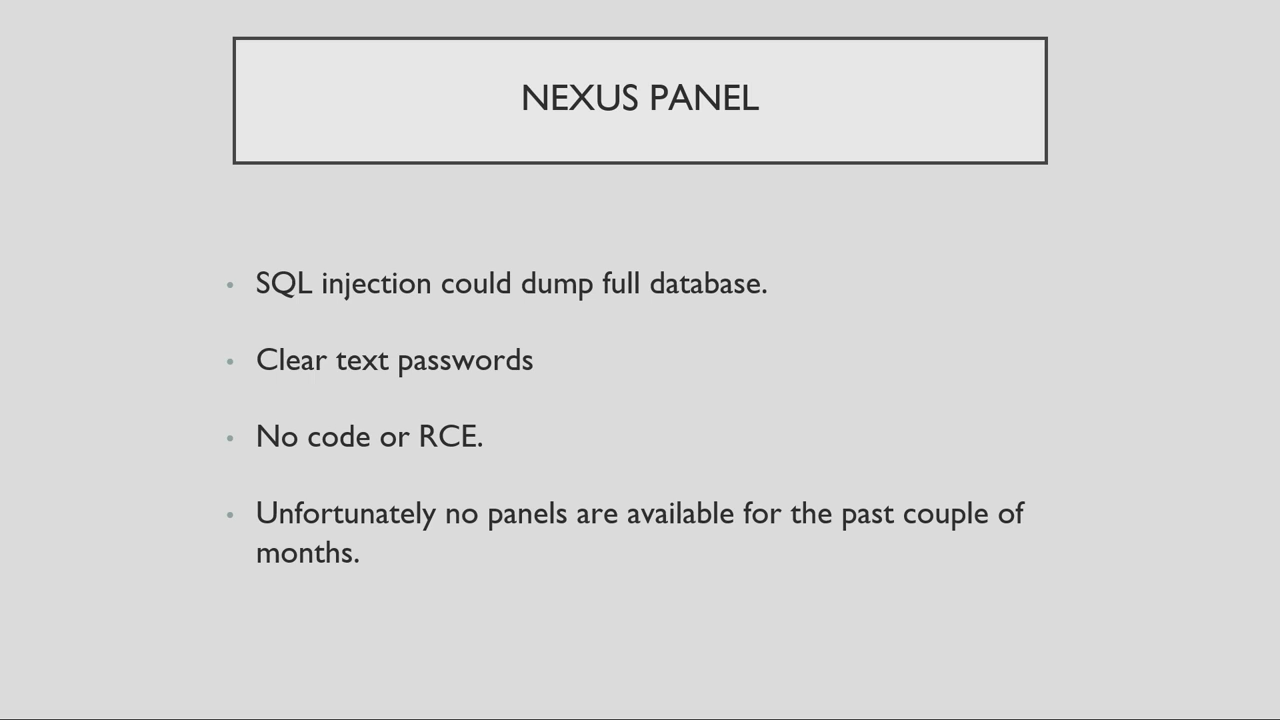 NEXUS PANEL
• SQL injection could dump full database.
• Clear text passwords
• No code or RCE.
• Unfortunately no panels are available for the past couple of
months.